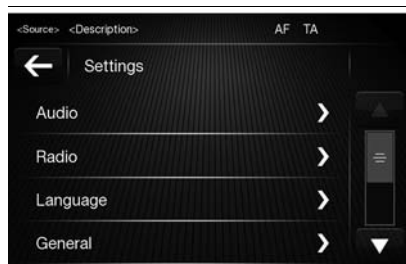 <Source> <Description> AF TA
Settings
Audio
Radio
Language
General